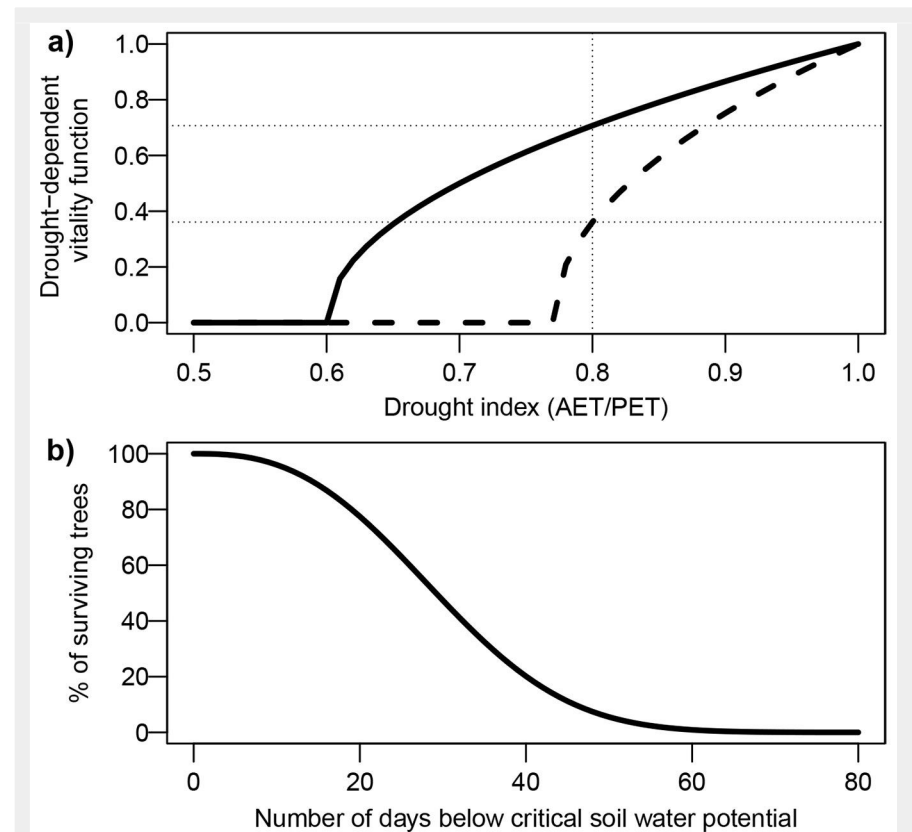 a)
Drought−dependent
vitality function
1.0
0.8
0.6
0.4
0.2
0.0
0.5 0.6 0.7 0.8 0.9 1.0
Drought index (AET/PET)
b)
% of surviving trees
100
80
60
40
20
0
0 20 40 60 80
Number of days below critical soil water potential